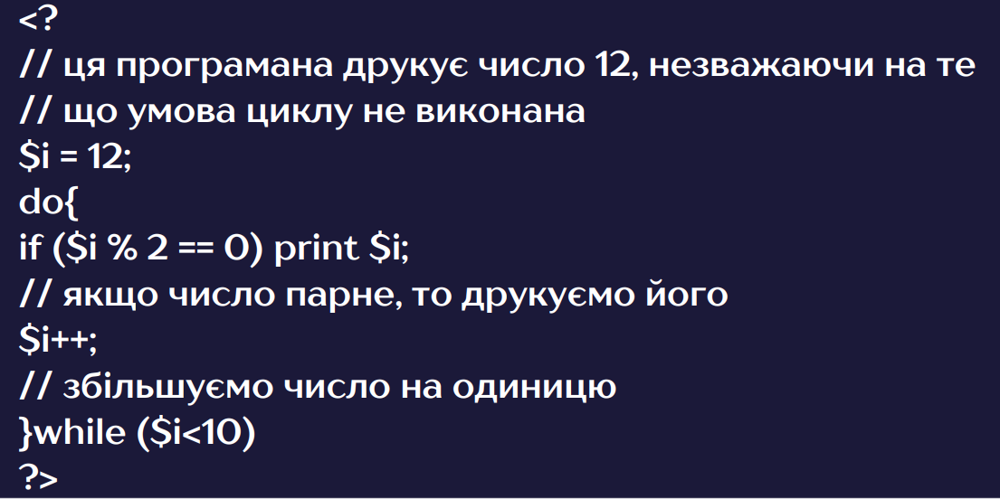 <?
// ця програмана друкує число 12, незважаючи на те
// що умова циклу не виконана
$i = 12;
do{
if ($i % 2 == 0) print $i;
// якщо число парне, то друкуємо його
$i++;
// збільшуємо число на одиницю
}while ($i<10)
?>